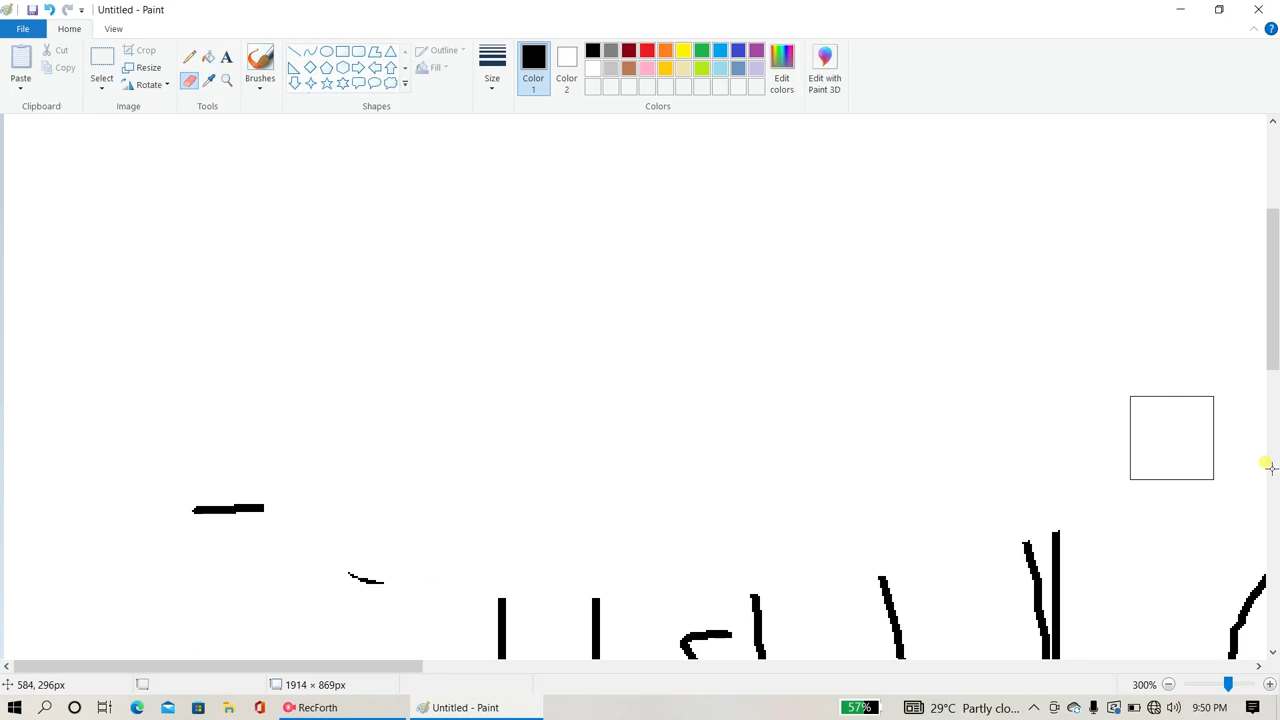 Untitled - Paint
File Home View
Paste
Cut
Copy
Clipboard
Select
Crop
Resize
Rotate
Image
Tools
Brushes
Shapes
Outline
Fill
Size
Color 1
Color 2
Edit colors
Colors
Edit with Paint 3D
584, 296px
1914 × 869px
300%
RecForth
Untitled - Paint
57%
29°C Partly clo...
9:50 PM